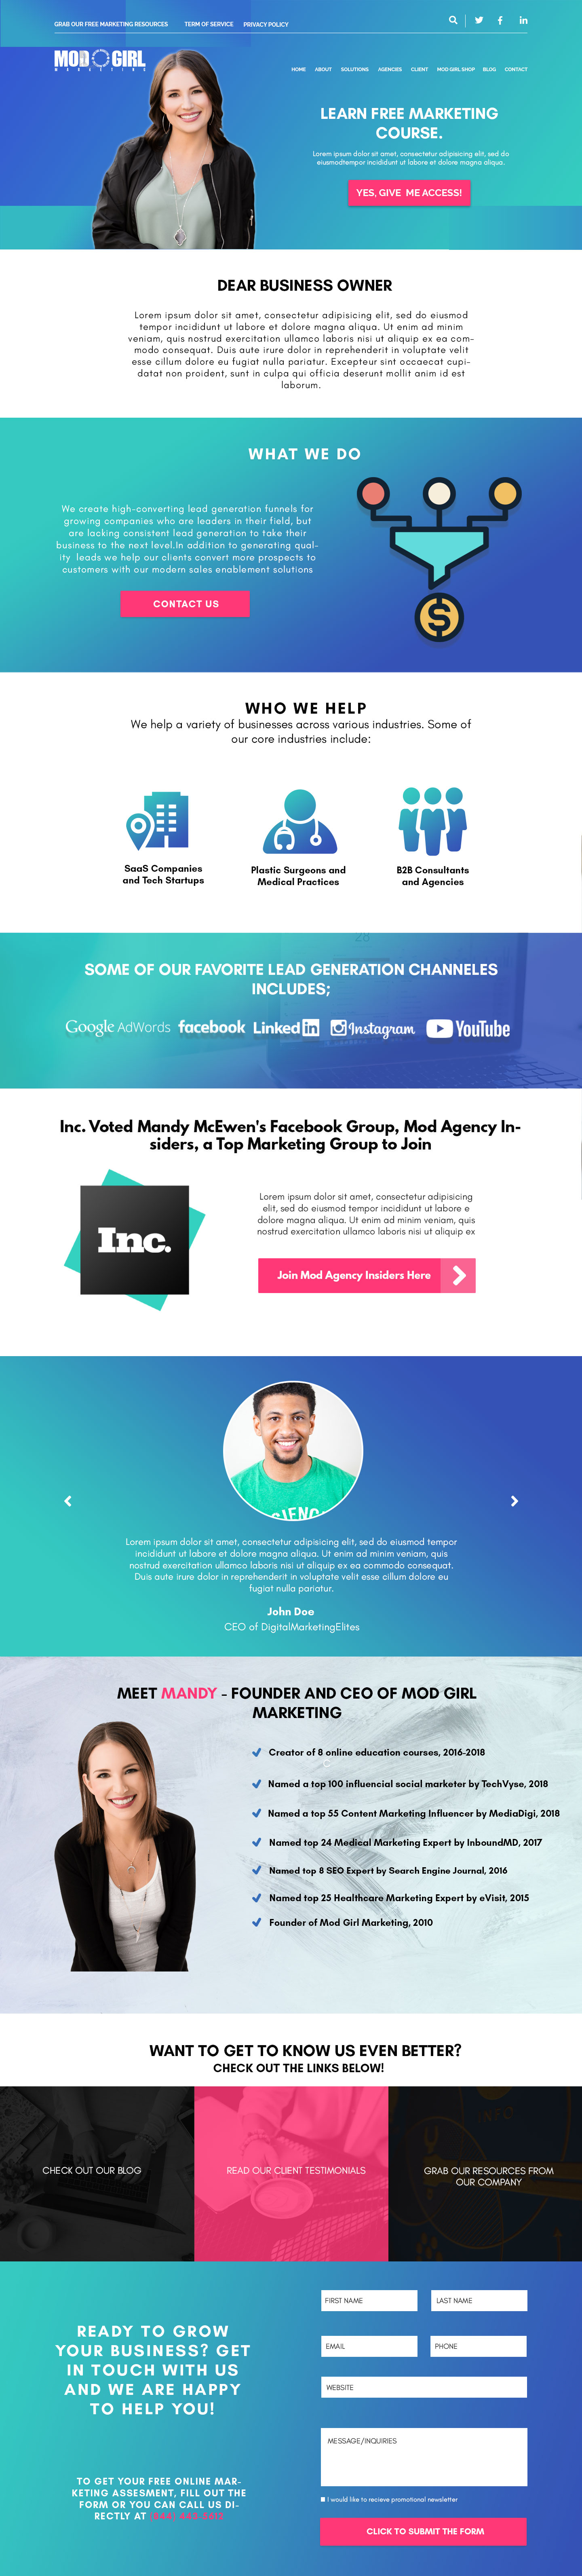 GRAB OUR FREE MARKETING RESOURCES TERM OF SERVICE PRIVACY POLICY
MOD GIRL
MARKETING
HOME ABOUT SOLUTIONS AGENCIES CLIENT MOD GIRL SHOP BLOG CONTACT
LEARN FREE MARKETING
COURSE.
Lorem ipsum dolor sit amet, consectetur adipisicing elit, sed do
eiusmodtempor incididunt ut labore et dolore magna aliqua.
YES, GIVE ME ACCESS!
DEAR BUSINESS OWNER
Lorem ipsum dolor sit amet, consectetur adipisicing elit, sed do eiusmod
tempor incididunt ut labore et dolore magna aliqua. Ut enim ad minim
veniam, quis nostrud exercitation ullamco laboris nisi ut aliquip ex ea com-
modo consequat. Duis aute irure dolor in reprehenderit in voluptate velit
esse cillum dolore eu fugiat nulla pariatur. Excepteur sint occaecat cupi-
datat non proident, sunt in culpa qui officia deserunt mollit anim id est
laborum.
WHAT WE DO
We create high-converting lead generation funnels for
growing companies who are leaders in their field, but
are lacking consistent lead generation to take their
business to the next level.In addition to generating qual-
ity leads we help our clients convert more prospects to
customers with our modern sales enablement solutions
CONTACT US
$
WHO WE HELP
We help a variety of businesses across various industries. Some of
our core industries include:
SaaS Companies
and Tech Startups
Plastic Surgeons and
Medical Practices
B2B Consultants
and Agencies
28
SOME OF OUR FAVORITE LEAD GENERATION CHANNELES
INCLUDES;
Google AdWords facebook Linked in Instagram YouTube
Inc. Voted Mandy McEwen's Facebook Group, Mod Agency In-
siders, a Top Marketing Group to Join
Inc.
Lorem ipsum dolor sit amet, consectetur adipisicing
elit, sed do eiusmod tempor incididunt ut labore e
dolore magna aliqua. Ut enim ad minim veniam, quis
nostrud exercitation ullamco laboris nisi ut aliquip ex
Join Mod Agency Insiders Here
Lorem ipsum dolor sit amet, consectetur adipisicing elit, sed do eiusmod tempor
incididunt ut labore et dolore magna aliqua. Ut enim ad minim veniam, quis
nostrud exercitation ullamco laboris nisi ut aliquip ex ea commodo consequat.
Duis aute irure dolor in reprehenderit in voluptate velit esse cillum dolore eu
fugiat nulla pariatur.
John Doe
CEO of DigitalMarketingElites
MEET MANDY - FOUNDER AND CEO OF MOD GIRL
MARKETING
Creator of 8 online education courses, 2016-2018
Named a top 100 influencial social marketer by TechVyse, 2018
Named a top 55 Content Marketing Influencer by MediaDigi, 2018
Named top 24 Medical Marketing Expert by InboundMD, 2017
Named top 8 SEO Expert by Search Engine Journal, 2016
Named top 25 Healthcare Marketing Expert by eVisit, 2015
Founder of Mod Girl Marketing, 2010
WANT TO GET TO KNOW US EVEN BETTER?
CHECK OUT THE LINKS BELOW!
CHECK OUT OUR BLOG
READ OUR CLIENT TESTIMONIALS
INFO
GRAB OUR RESOURCES FROM
OUR COMPANY
READY TO GROW
YOUR BUSINESS? GET
IN TOUCH WITH US
AND WE ARE HAPPY
TO HELP YOU!
TO GET YOUR FREE ONLINE MAR-
KETING ASSESMENT, FILL OUT THE
FORM OR YOU CAN CALL US DI-
RECTLY AT
FIRST NAME LAST NAME
EMAIL PHONE
WEBSITE
MESSAGE/INQUIRIES
I would like to recieve promotional newsletter
CLICK TO SUBMIT THE FORM